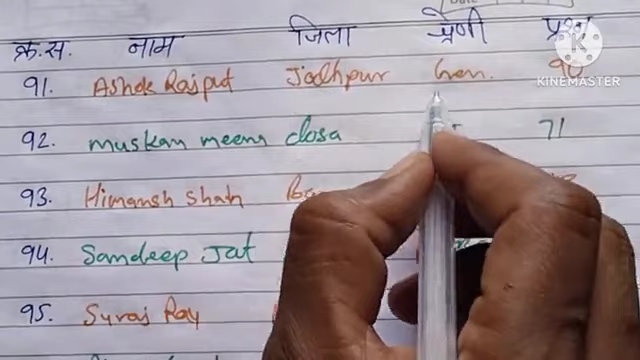 क्र.स. नाम जिला श्रेणी प्रश्न
91. Ashok Rajput Jodhpur Gen.
92. muskan meena dosa 71
93. Himansh Shah
94. Sandeep Jat
95. Suraj Ray
KINEMASTER